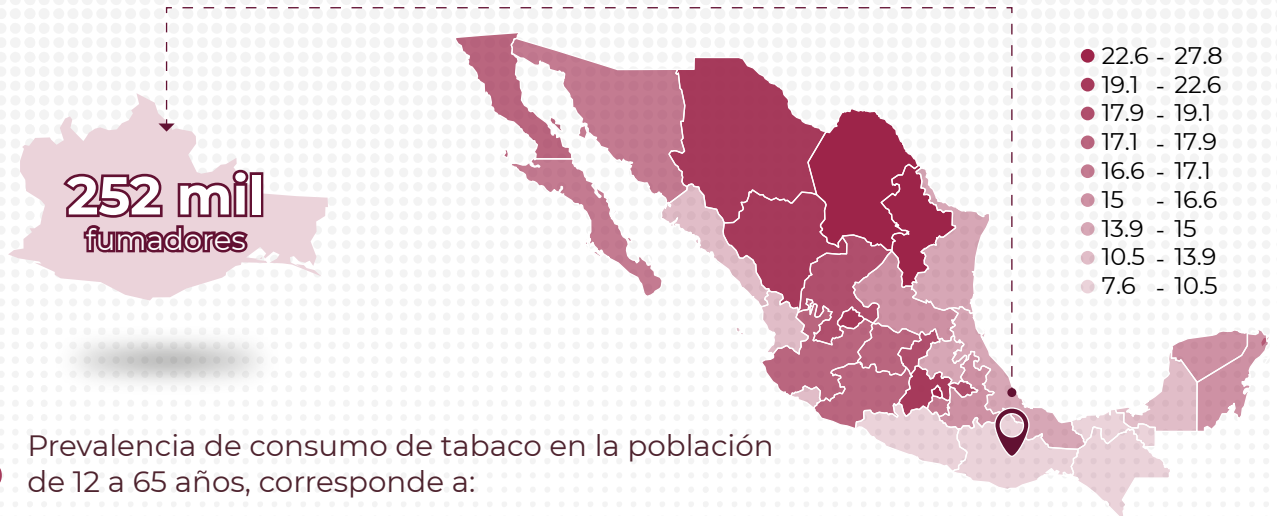 252 mil
fumadores
22.6 - 27.8
19.1 - 22.6
17.9 - 19.1
17.1 - 17.9
16.6 - 17.1
15 - 16.6
13.9 - 15
10.5 - 13.9
7.6 - 10.5
Prevalencia de consumo de tabaco en la población
de 12 a 65 años, corresponde a: